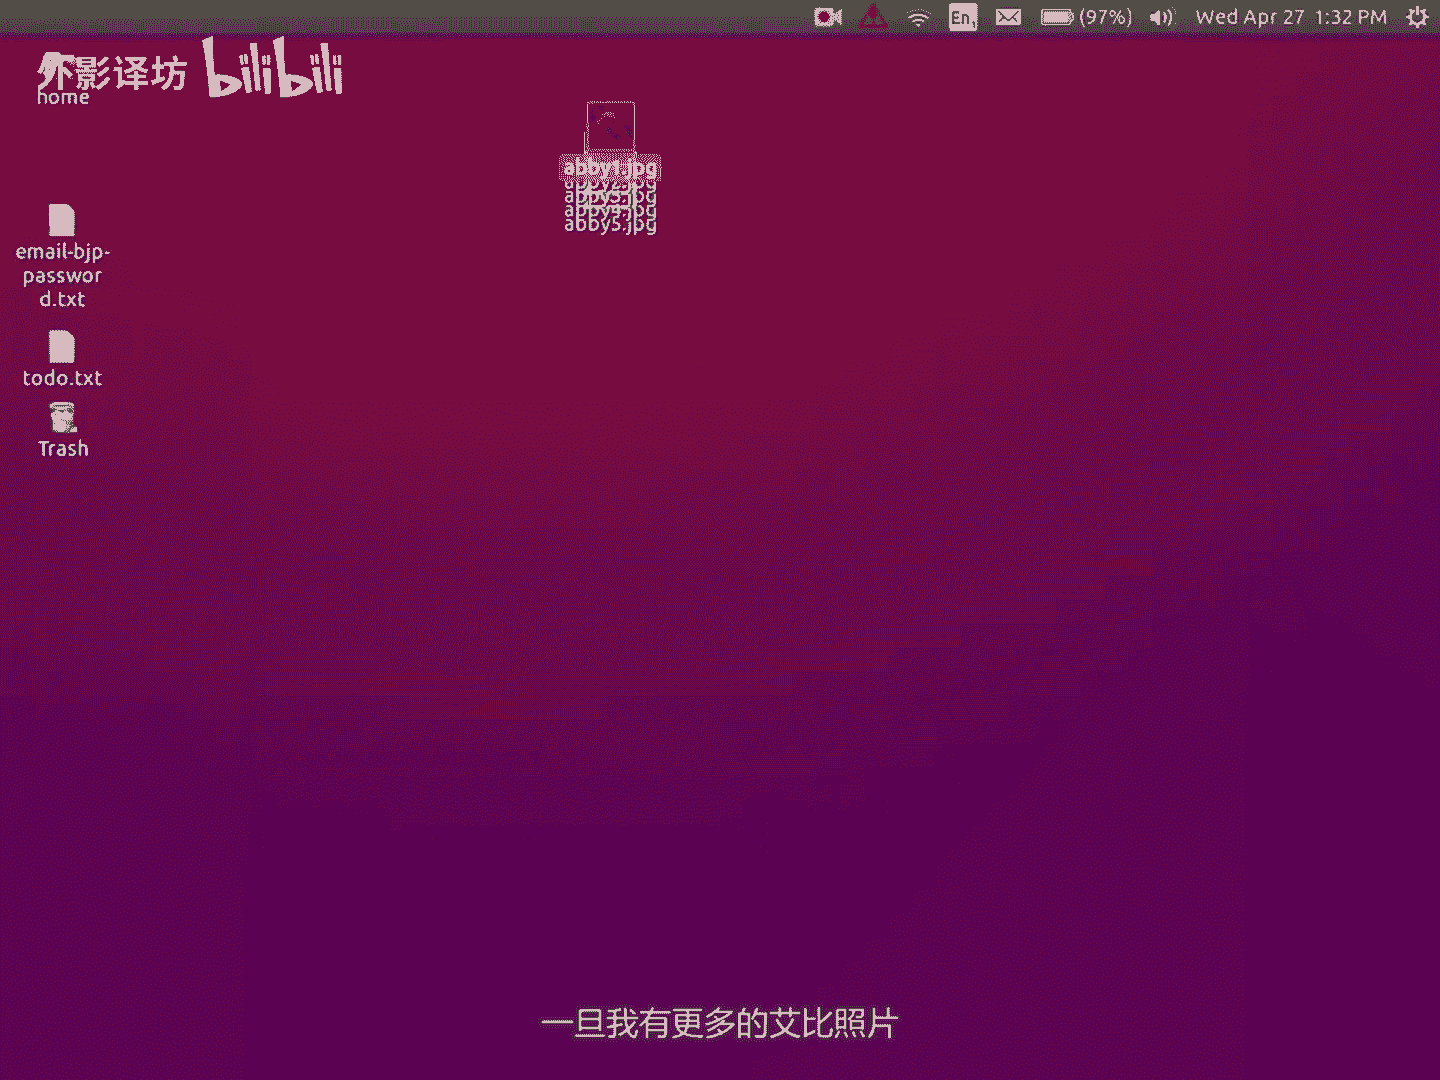 En₁ (97%) Wed Apr 27 1:32 PM
外影译坊 bilibili
home
abby1.jpg
abby2.jpg
abby3.jpg
abby4.jpg
abby5.jpg
email-bjp-
passwor
d.txt
todo.txt
Trash
一旦我有更多的艾比照片